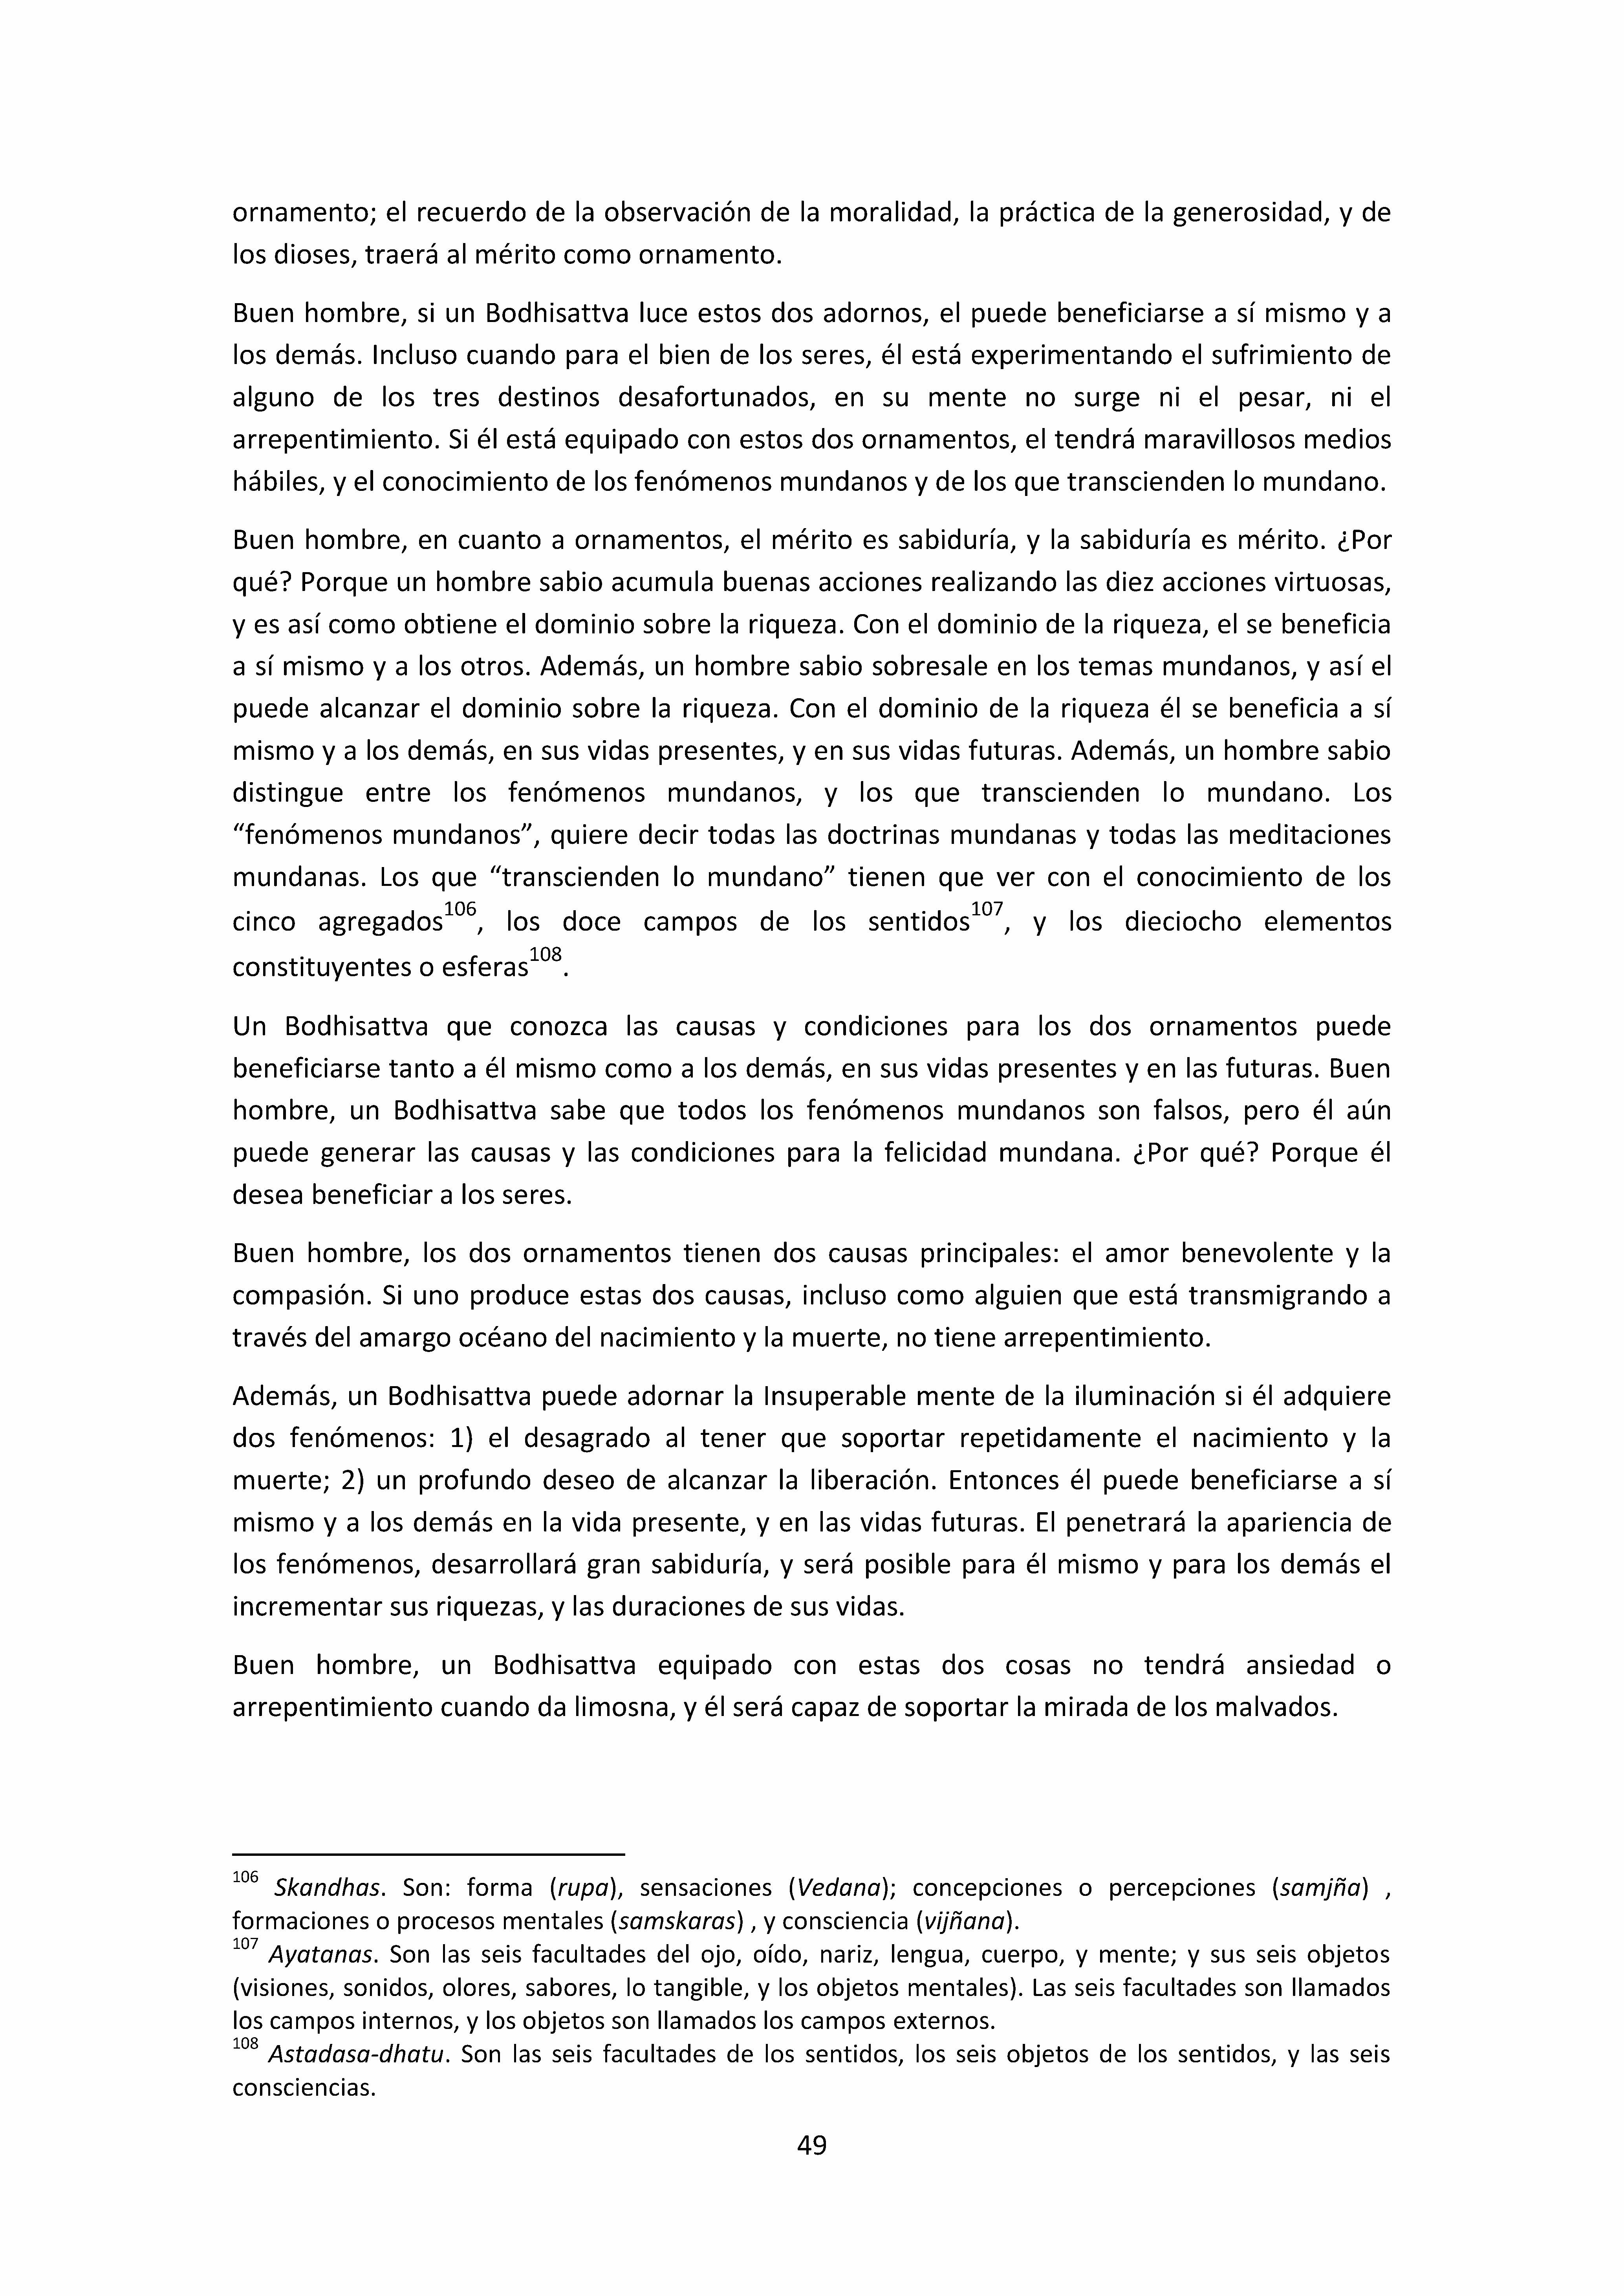 ornamento; el recuerdo de la observación de la moralidad, la práctica de la generosidad, y de
los dioses, traerá al mérito como ornamento.
Buen hombre, si un Bodhisattva luce estos dos adornos, el puede beneficiarse a sí mismo y a
los demás. Incluso cuando para el bien de los seres, él está experimentando el sufrimiento de
alguno de los tres destinos desafortunados, en su mente no surge ni el pesar, ni el
arrepentimiento. Si él está equipado con estos dos ornamentos, el tendrá maravillosos medios
hábiles, y el conocimiento de los fenómenos mundanos y de los que transcienden lo mundano.
Buen hombre, en cuanto a ornamentos, el mérito es sabiduría, y la sabiduría es mérito. ¿Por
qué? Porque un hombre sabio acumula buenas acciones realizando las diez acciones virtuosas,
y es así como obtiene el dominio sobre la riqueza. Con el dominio de la riqueza, el se beneficia
a sí mismo y a los otros. Además, un hombre sabio sobresale en los temas mundanos, y así el
puede alcanzar el dominio sobre la riqueza. Con el dominio de la riqueza él se beneficia a sí
mismo y a los demás, en sus vidas presentes, y en sus vidas futuras. Además, un hombre sabio
distingue entre los fenómenos mundanos, y los que transcienden lo mundano. Los
“fenómenos mundanos”, quiere decir todas las doctrinas mundanas y todas las meditaciones
mundanas. Los que “transcienden lo mundano” tienen que ver con el conocimiento de los
cinco agregados106, los doce campos de los sentidos107, y los dieciocho elementos
constituyentes o esferas108.
Un Bodhisattva que conozca las causas y condiciones para los dos ornamentos puede
beneficiarse tanto a él mismo como a los demás, en sus vidas presentes y en las futuras. Buen
hombre, un Bodhisattva sabe que todos los fenómenos mundanos son falsos, pero él aún
puede generar las causas y las condiciones para la felicidad mundana. ¿Por qué? Porque él
desea beneficiar a los seres.
Buen hombre, los dos ornamentos tienen dos causas principales: el amor benevolente y la
compasión. Si uno produce estas dos causas, incluso como alguien que está transmigrando a
través del amargo océano del nacimiento y la muerte, no tiene arrepentimiento.
Además, un Bodhisattva puede adornar la Insuperable mente de la iluminación si él adquiere
dos fenómenos: 1) el desagrado al tener que soportar repetidamente el nacimiento y la
muerte; 2) un profundo deseo de alcanzar la liberación. Entonces él puede beneficiarse a sí
mismo y a los demás en la vida presente, y en las vidas futuras. El penetrará la apariencia de
los fenómenos, desarrollará gran sabiduría, y será posible para él mismo y para los demás el
incrementar sus riquezas, y las duraciones de sus vidas.
Buen hombre, un Bodhisattva equipado con estas dos cosas no tendrá ansiedad o
arrepentimiento cuando da limosna, y él será capaz de soportar la mirada de los malvados.
106 Skandhas. Son: forma (rupa), sensaciones (Vedana); concepciones o percepciones (samjña) ,
formaciones o procesos mentales (samskaras) , y consciencia (vijñana).
107 Ayatanas. Son las seis facultades del ojo, oído, nariz, lengua, cuerpo, y mente; y sus seis objetos
(visiones, sonidos, olores, sabores, lo tangible, y los objetos mentales). Las seis facultades son llamados
los campos internos, y los objetos son llamados los campos externos.
108 Astadasa-dhatu. Son las seis facultades de los sentidos, los seis objetos de los sentidos, y las seis
consciencias.
49